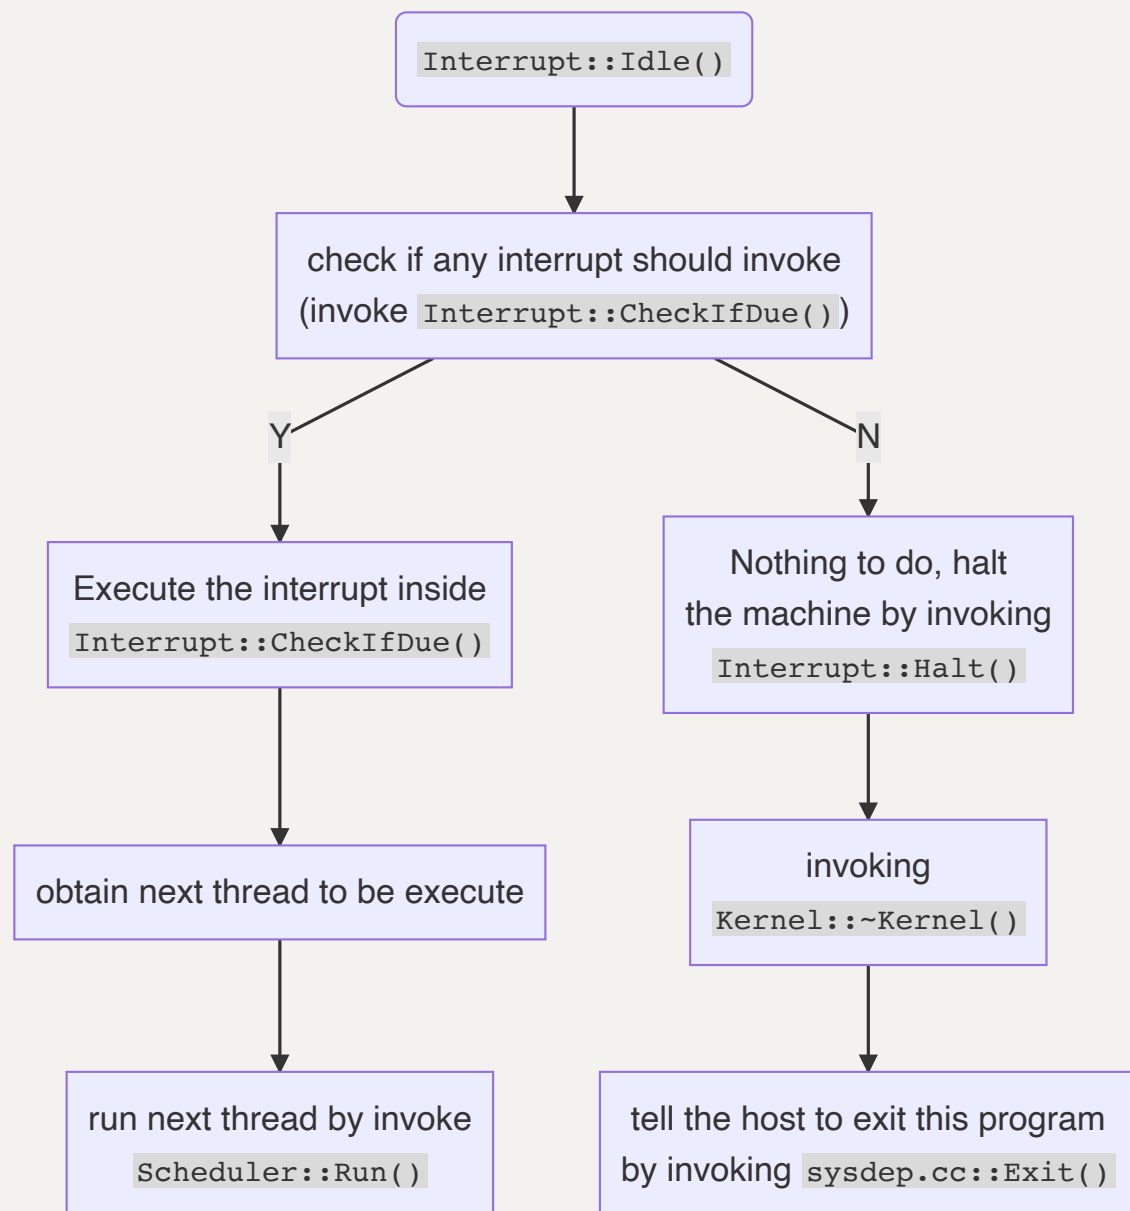 Interrupt::Idle()
check if any interrupt should invoke
(invoke Interrupt::CheckIfDue())
Y
N
Execute the interrupt inside
Interrupt::CheckIfDue()
Nothing to do, halt
the machine by invoking
Interrupt::Halt()
obtain next thread to be execute
invoking
Kernel::~Kernel()
run next thread by invoke
Scheduler::Run()
tell the host to exit this program
by invoking sysdep.cc::Exit()